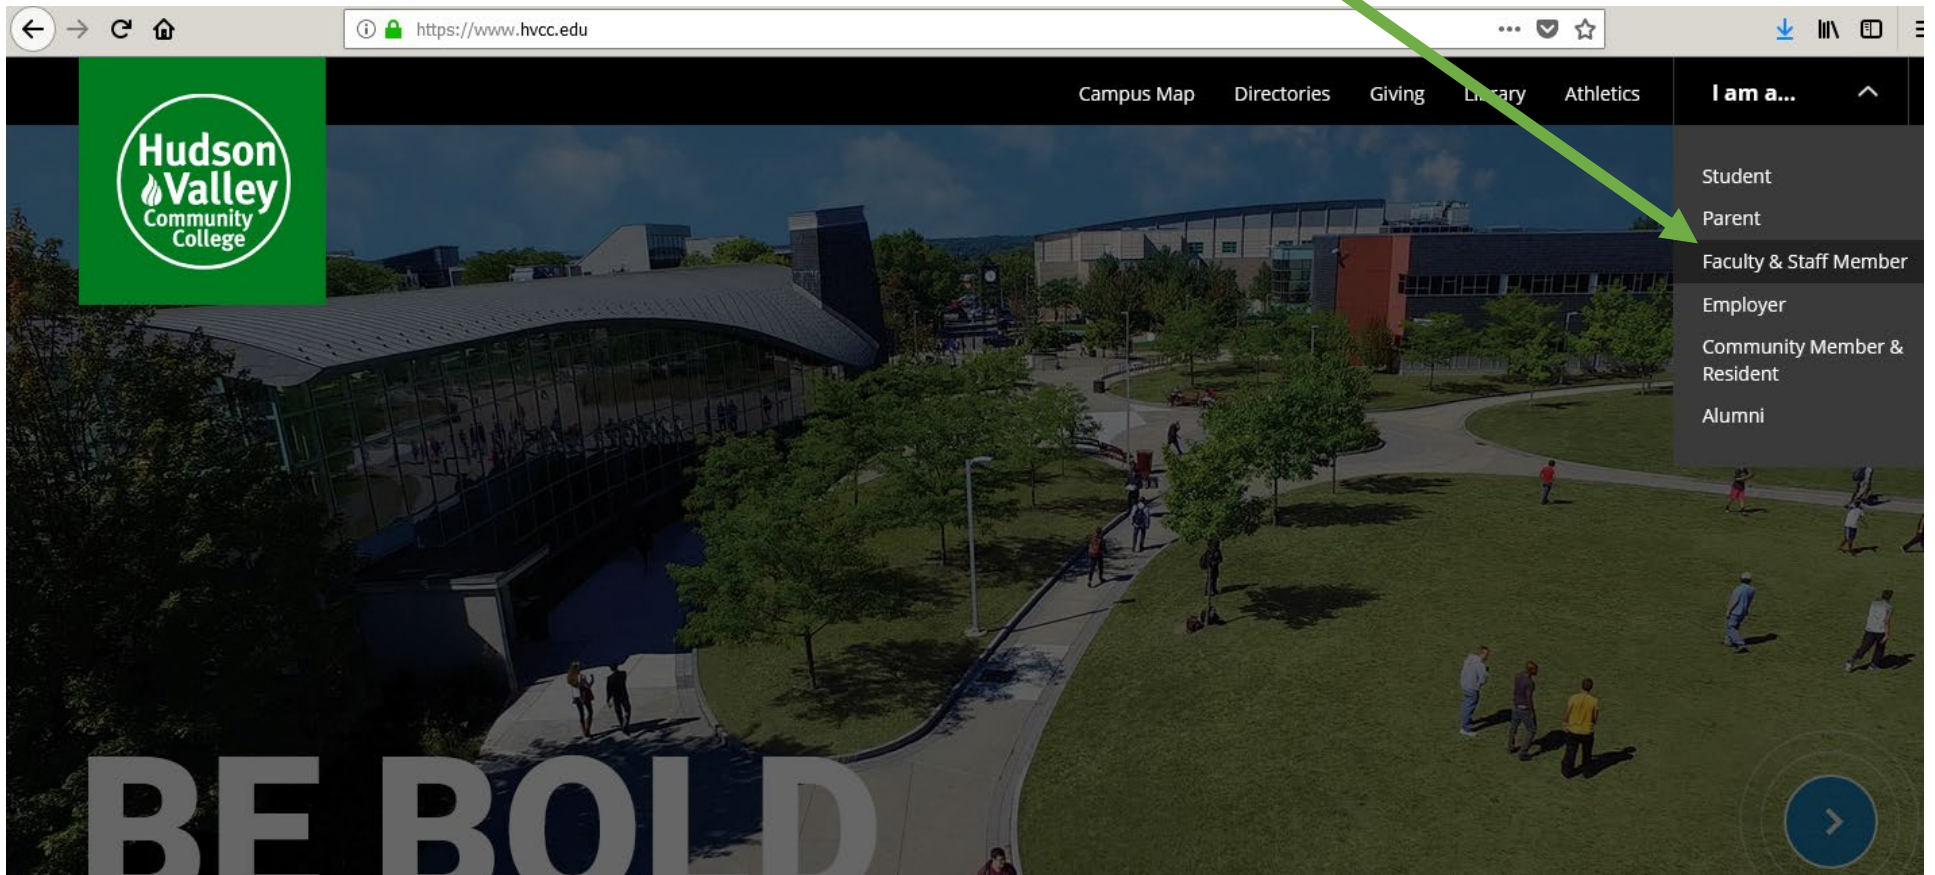 https://www.hvcc.edu
Campus Map Directories Giving Library Athletics I am a...
Hudson
Valley
Community
College
Student
Parent
Faculty & Staff Member
Employer
Community Member &
Resident
Alumni
BE BOLD